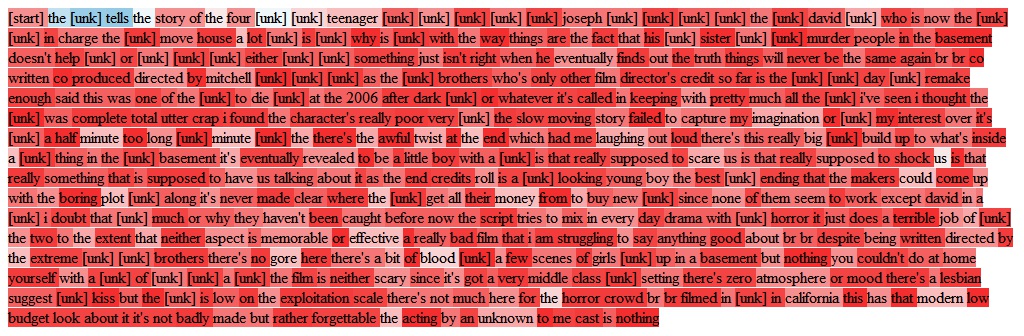 [start] the [unk] tells the story of the four [unk] [unk] teenager [unk] [unk] [unk] [unk] [unk] joseph [unk] [unk] [unk] [unk] the [unk] david [unk] who is now the [unk]
[unk] in charge the [unk] move house a lot [unk] is [unk] why is [unk] with the way things are the fact that his [unk] sister [unk] [unk] murder people in the basement
doesn't help [unk] or [unk] [unk] [unk] either [unk] [unk] something just isn't right when he eventually finds out the truth things will never be the same again br br co
written co produced directed by mitchell [unk] [unk] [unk] as the [unk] brothers who's only other film director's credit so far is the [unk] [unk] day [unk] remake
enough said this was one of the [unk] to die [unk] at the 2006 after dark [unk] or whatever it's called in keeping with pretty much all the [unk] i've seen i thought the
[unk] was complete total utter crap i found the character's really poor very [unk] the slow moving story failed to capture my imagination or [unk] my interest over it's
[unk] a half minute too long [unk] minute [unk] the there's the awful twist at the end which had me laughing out loud there's this really big [unk] build up to what's inside
a [unk] thing in the [unk] basement it's eventually revealed to be a little boy with a [unk] is that really supposed to scare us is that really supposed to shock us is that
really something that is supposed to have us talking about it as the end credits roll is a [unk] looking young boy the best [unk] ending that the makers could come up
with the boring plot [unk] along it's never made clear where the [unk] get all their money from to buy new [unk] since none of them seem to work except david in a
[unk] i doubt that [unk] much or why they haven't been caught before now the script tries to mix in every day drama with [unk] horror it just does a terrible job of [unk]
the two to the extent that neither aspect is memorable or effective a really bad film that i am struggling to say anything good about br br despite being written directed by
the extreme [unk] [unk] brothers there's no gore here there's a bit of blood [unk] a few scenes of girls [unk] up in a basement but nothing you couldn't do at home
yourself with a [unk] of [unk] [unk] a [unk] the film is neither scary since it's got a very middle class [unk] setting there's zero atmosphere or mood there's a lesbian
suggest [unk] kiss but the [unk] is low on the exploitation scale there's not much here for the horror crowd br br filmed in [unk] in california this has that modern low
budget look about it it's not badly made but rather forgettable the acting by an unknown to me cast is nothing